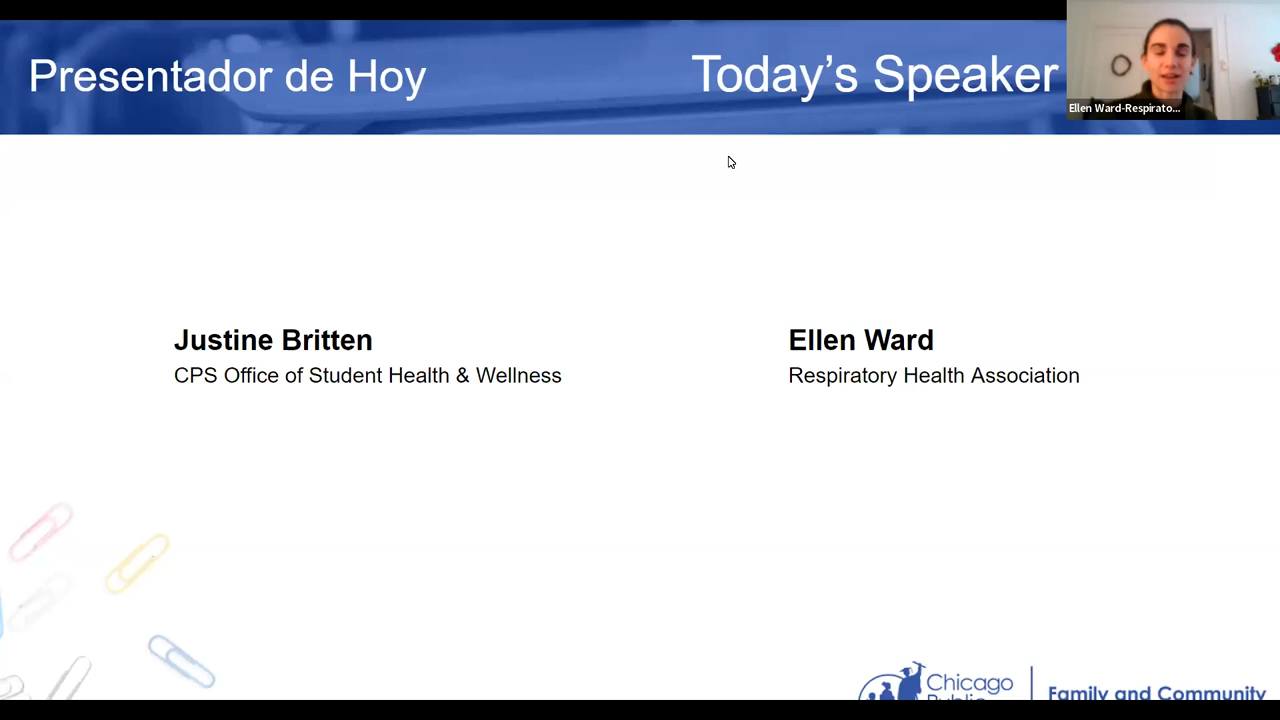 Presentador de Hoy
Today's Speaker
Ellen Ward-Respirato...
Justine Britten
CPS Office of Student Health & Wellness
Ellen Ward
Respiratory Health Association
Chicago
Public
Family and Community